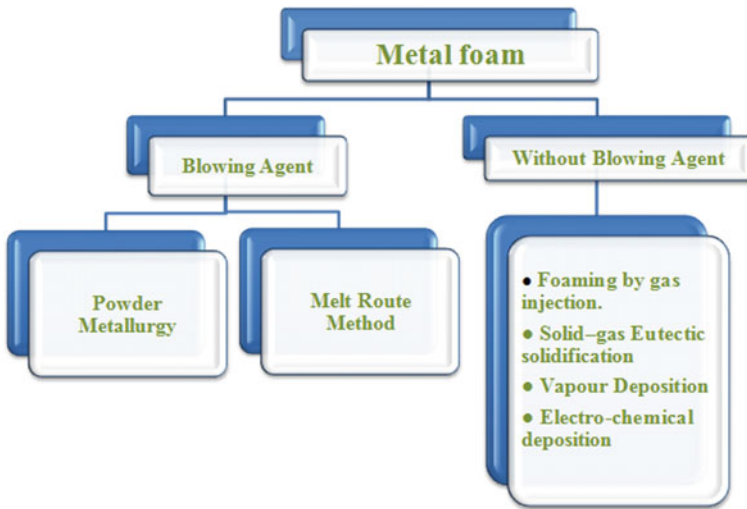 Metal foam
Blowing Agent
Without Blowing Agent
Powder
Metallurgy
Melt Route
Method
● Foaming by gas
injection.
● Solid–gas Eutectic
solidification
● Vapour Deposition
● Electro-chemical
deposition